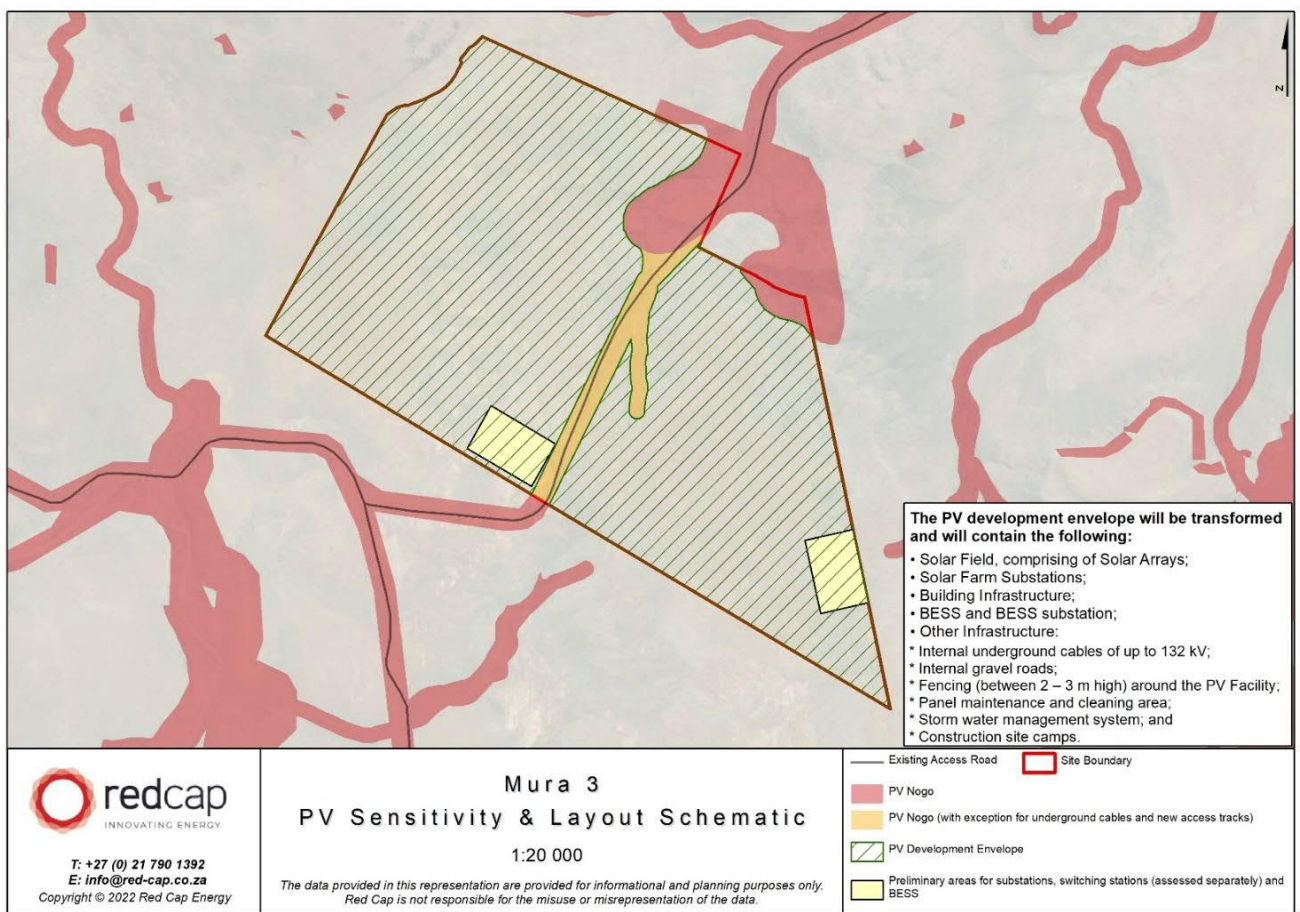 N
The PV development envelope will be transformed
and will contain the following:
• Solar Field, comprising of Solar Arrays;
• Solar Farm Substations;
• Building Infrastructure;
• BESS and BESS substation;
• Other Infrastructure:
* Internal underground cables of up to 132 kV;
* Internal gravel roads;
* Fencing (between 2 – 3 m high) around the PV Facility;
* Panel maintenance and cleaning area;
* Storm water management system; and
* Construction site camps.
redcap
INNOVATING ENERGY
T: +27 (0) 21 790 1392
E: info@red-cap.co.za
Copyright © 2022 Red Cap Energy
Mura 3
PV Sensitivity & Layout Schematic
1:20 000
The data provided in this representation are provided for informational and planning purposes only.
Red Cap is not responsible for the misuse or misrepresentation of the data.
Existing Access Road
Site Boundary
PV Nogo
PV Nogo (with exception for underground cables and new access tracks)
PV Development Envelope
Preliminary areas for substations, switching stations (assessed separately) and
BESS